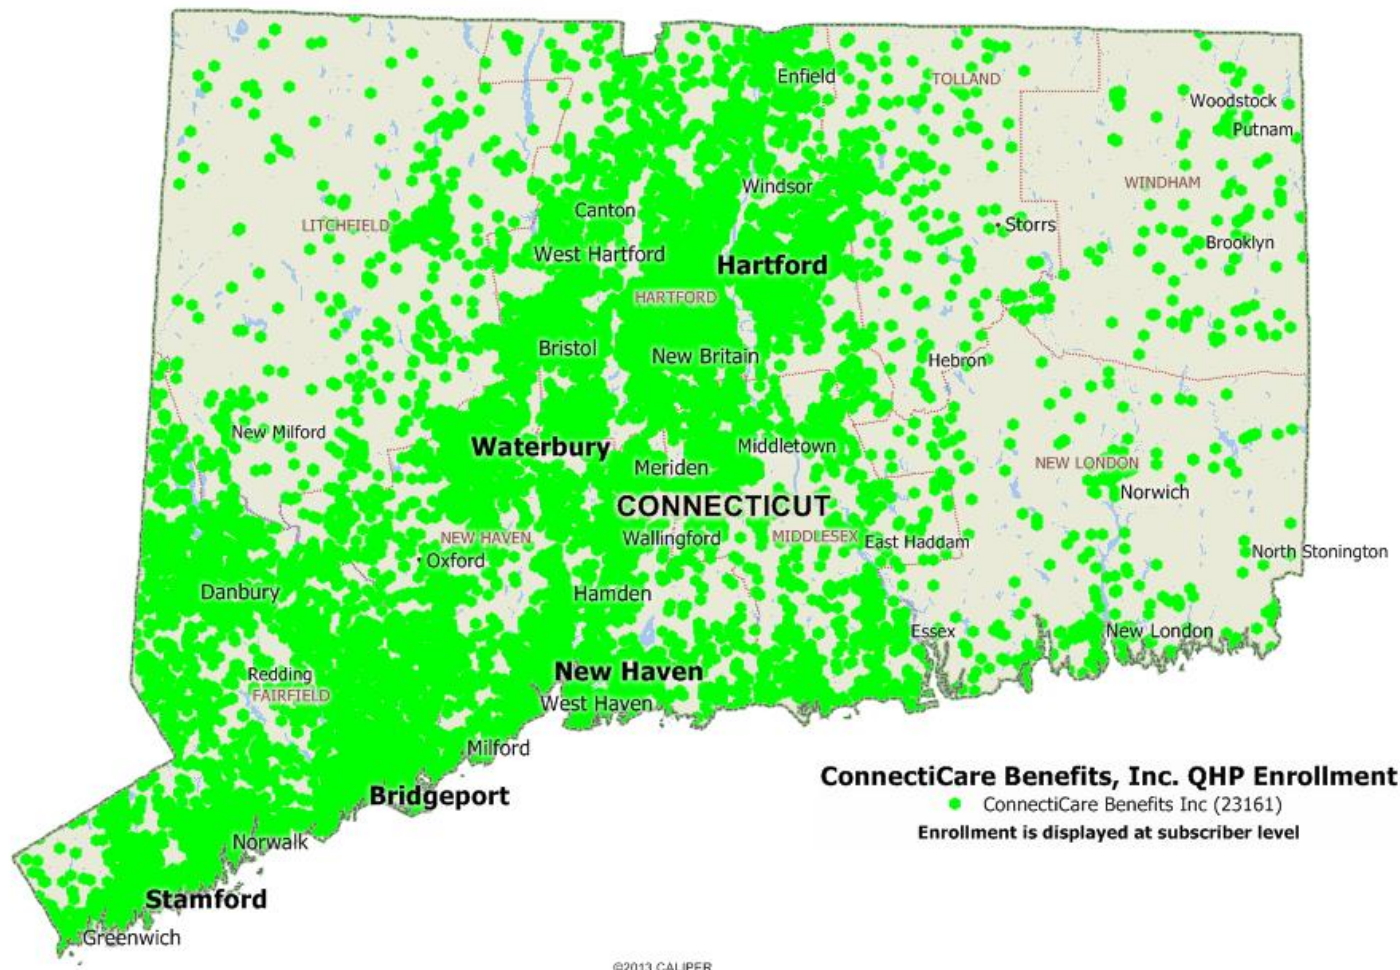 Enfield
TOLLAND
Woodstock
Putnam
Windsor
WINDHAM
Canton
LITCHFIELD
Storrs
West Hartford
Brooklyn
Hartford
HARTFORD
Bristol
New Britain
Hebron
New Milford
Waterbury
Middletown
Meriden
NEW LONDON
Norwich
CONNECTICUT
NEW HAVEN
Wallingford
MIDDLESEX
East Haddam
North Stonington
Oxford
Danbury
Hamden
Essex
New London
Redding
New Haven
FAIRFIELD
West Haven
Milford
Bridgeport
ConnectiCare Benefits, Inc. QHP Enrollment
ConnectiCare Benefits Inc (23161)
Enrollment is displayed at subscriber level
Norwalk
Stamford
Greenwich
©2013 CALIPER